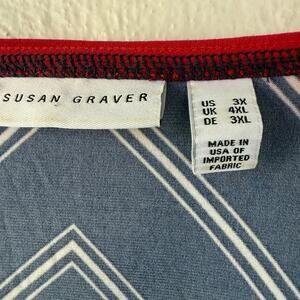 SUSAN GRAVER
US 3X
UK 4XL
DE 3XL
MADE IN
USA OF
IMPORTED
FABRIC